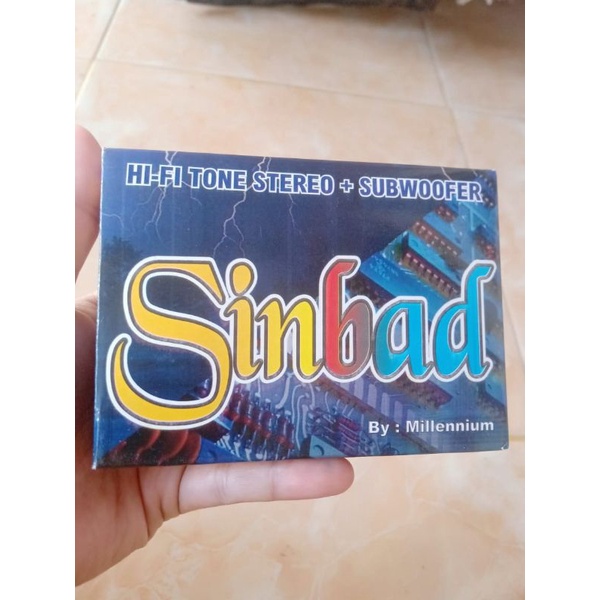 HI-FI TONE STEREO + SUBWOOFER
Sinbad
By : Millennium